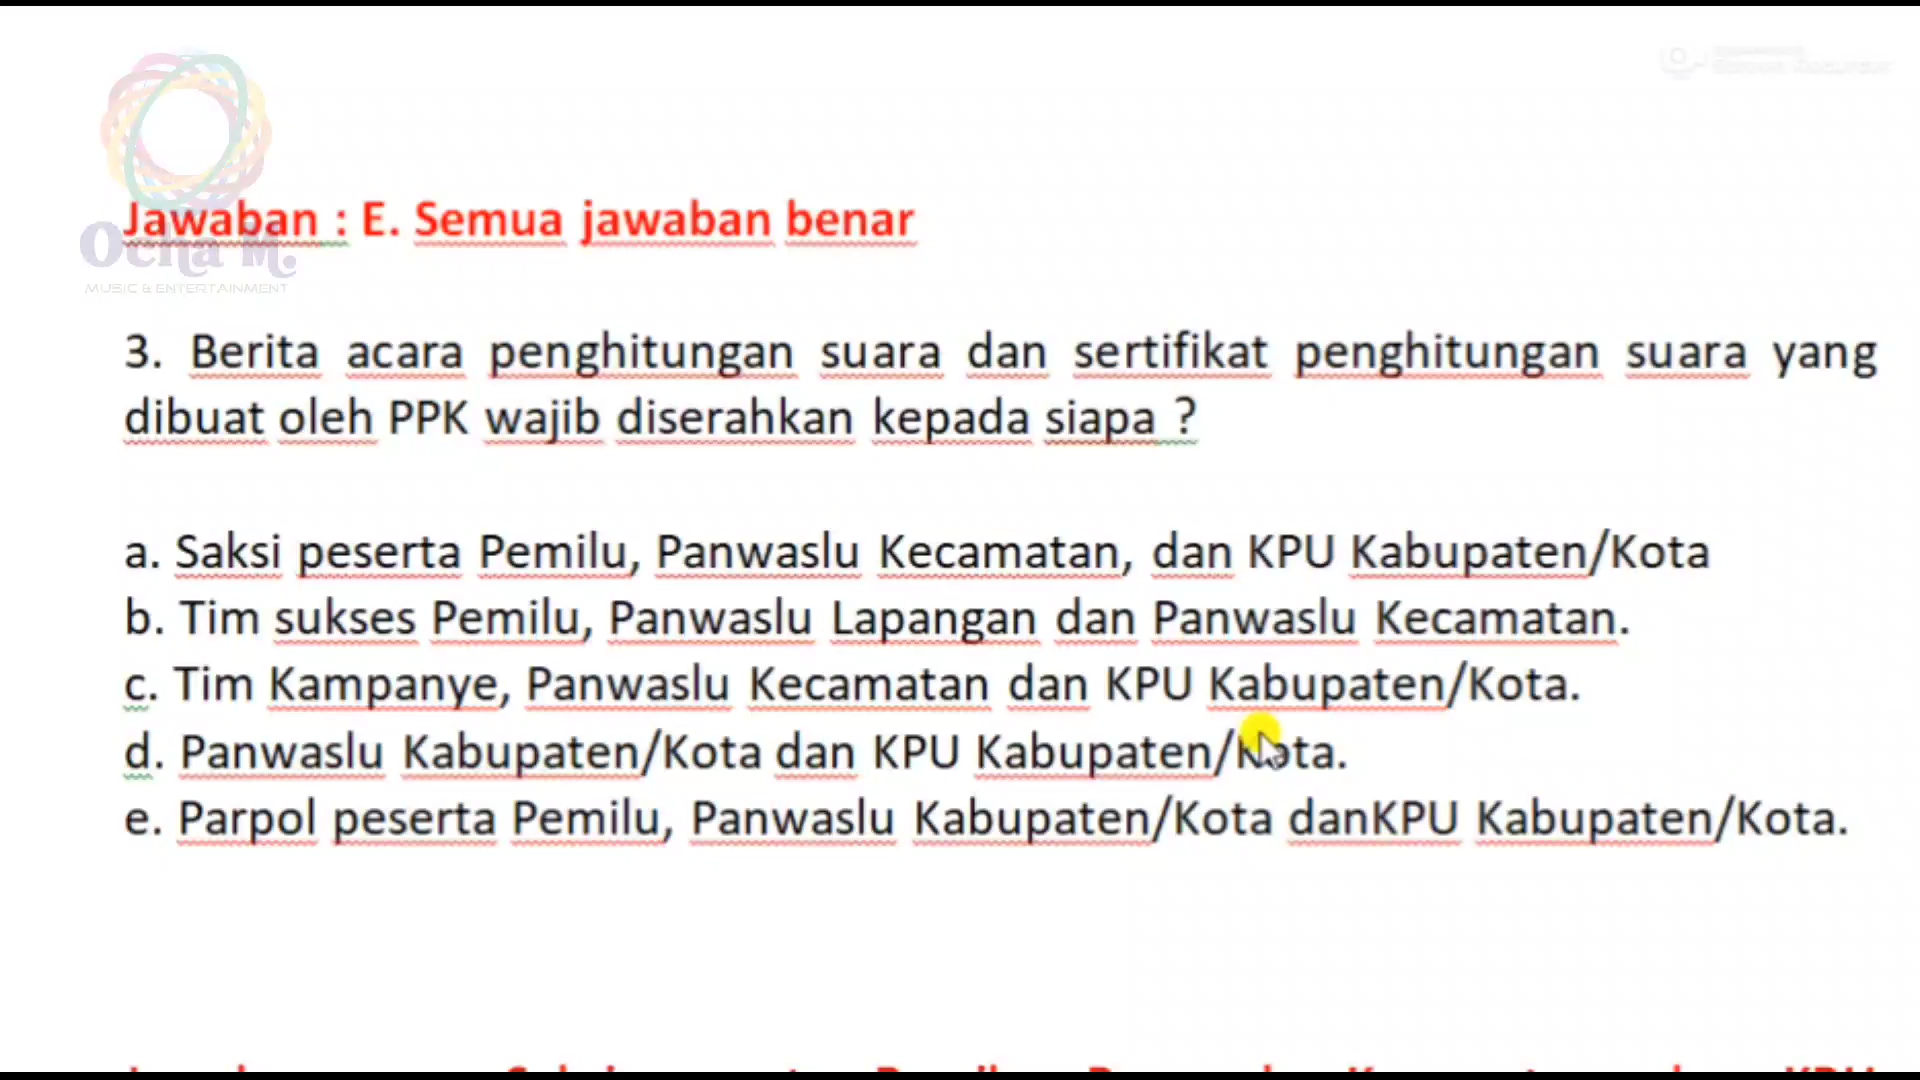 Jawaban : E. Semua jawaban benar
Ocha M.
MUSIC & ENTERTAINMENT
3. Berita acara penghitungan suara dan sertifikat penghitungan suara yang
dibuat oleh PPK wajib diserahkan kepada siapa ?
a. Saksi peserta Pemilu, Panwaslu Kecamatan, dan KPU Kabupaten/Kota
b. Tim sukses Pemilu, Panwaslu Lapangan dan Panwaslu Kecamatan.
c. Tim Kampanye, Panwaslu Kecamatan dan KPU Kabupaten/Kota.
d. Panwaslu Kabupaten/Kota dan KPU Kabupaten/Kota.
e. Parpol peserta Pemilu, Panwaslu Kabupaten/Kota danKPU Kabupaten/Kota.